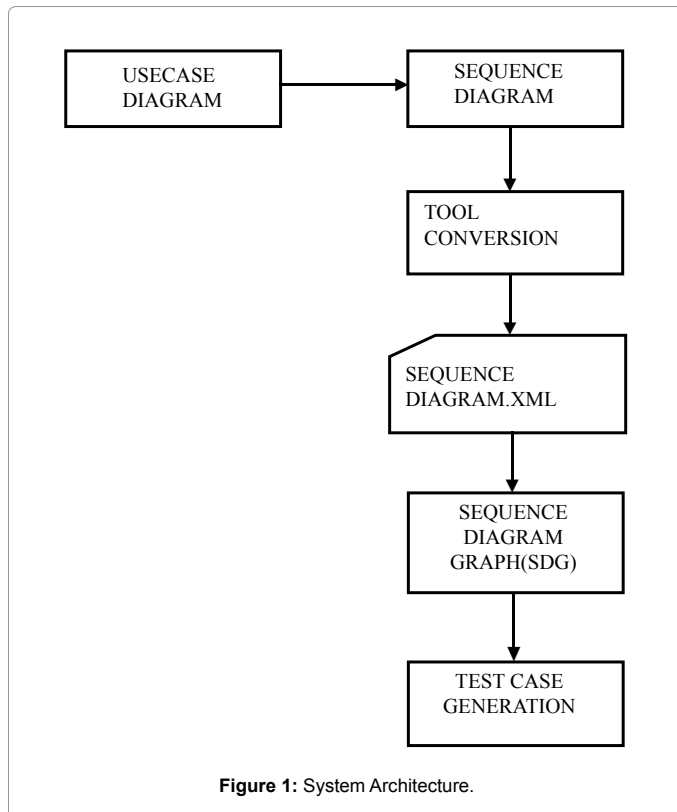 USECASE
DIAGRAM
SEQUENCE
DIAGRAM
TOOL
CONVERSION
SEQUENCE
DIAGRAM.XML
SEQUENCE
DIAGRAM
GRAPH(SDG)
TEST CASE
GENERATION
Figure 1: System Architecture.